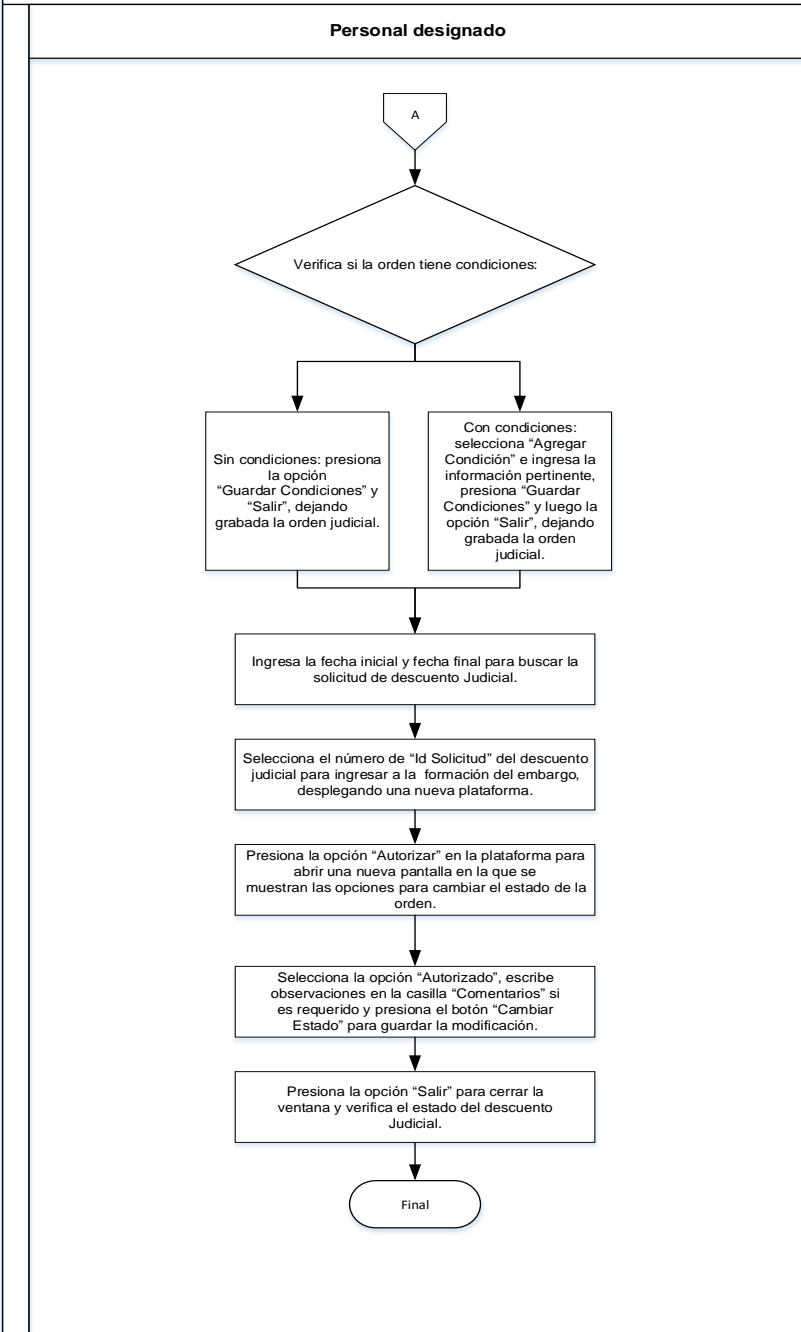 Personal designado
A
Verifica si la orden tiene condiciones:
Sin condiciones: presiona
la opción
“Guardar Condiciones” y
“Salir”, dejando
grabada la orden judicial.
Con condiciones:
selecciona “Agregar
Condición” e ingresa la
información pertinente,
presiona “Guardar
Condiciones” y luego la
opción “Salir”, dejando
grabada la orden
judicial.
Ingresa la fecha inicial y fecha final para buscar la
solicitud de descuento Judicial.
Selecciona el número de “Id Solicitud” del descuento
judicial para ingresar a la formación del embargo,
desplegando una nueva plataforma.
Presiona la opción “Autorizar” en la plataforma para
abrir una nueva pantalla en la que se
muestran las opciones para cambiar el estado de la
orden.
Selecciona la opción “Autorizado”, escribe
observaciones en la casilla “Comentarios” si
es requerido y presiona el botón “Cambiar
Estado” para guardar la modificación.
Presiona la opción “Salir” para cerrar la
ventana y verifica el estado del descuento
Judicial.
Final